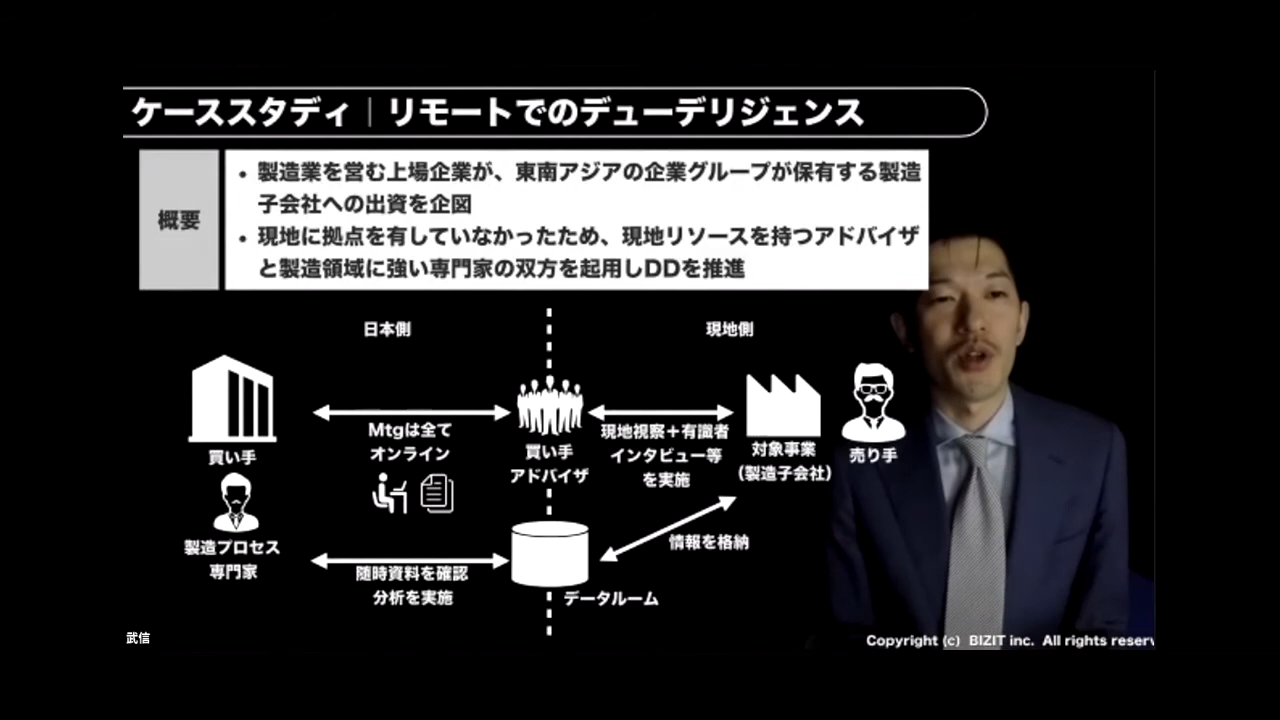 ケーススタディ｜リモートでのデューデリジェンス
概要
• 製造業を営む上場企業が、東南アジアの企業グループが保有する製造
子会社への出資を企図
• 現地に拠点を有していなかったため、現地リソースを持つアドバイザ
と製造領域に強い専門家の双方を起用しDDを推進
日本側
現地側
買い手
Mtgは全て
オンライン
買い手
アドバイザ
現地視察＋有識者
インタビュー等
を実施
対象事業
（製造子会社）
売り手
製造プロセス
専門家
随時資料を確認
分析を実施
データルーム
情報を格納
武信
Copyright (c) BIZIT inc. All rights reserv